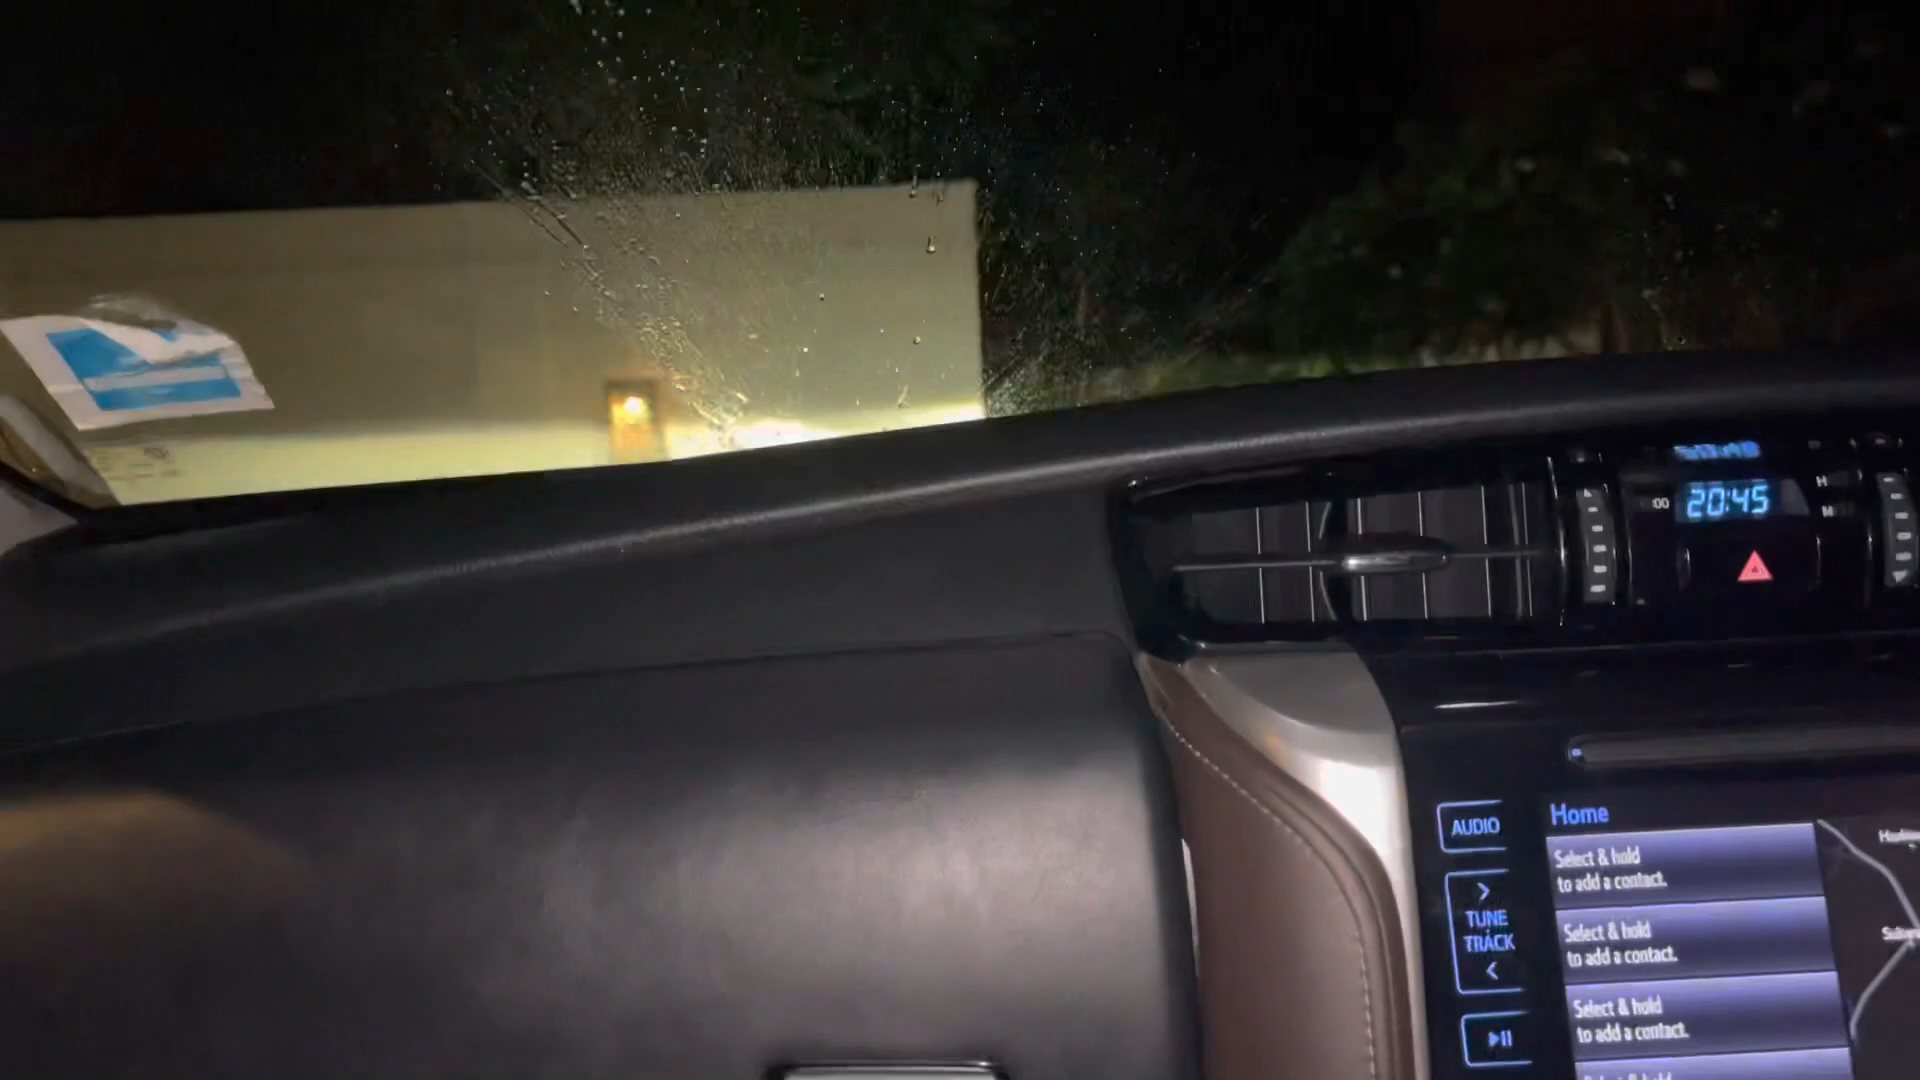 20:45
:00
H
M
AUDIO
Home
Select & hold
to add a contact.
TUNE
TRACK
Select & hold
to add a contact.
Select & hold
to add a contact.